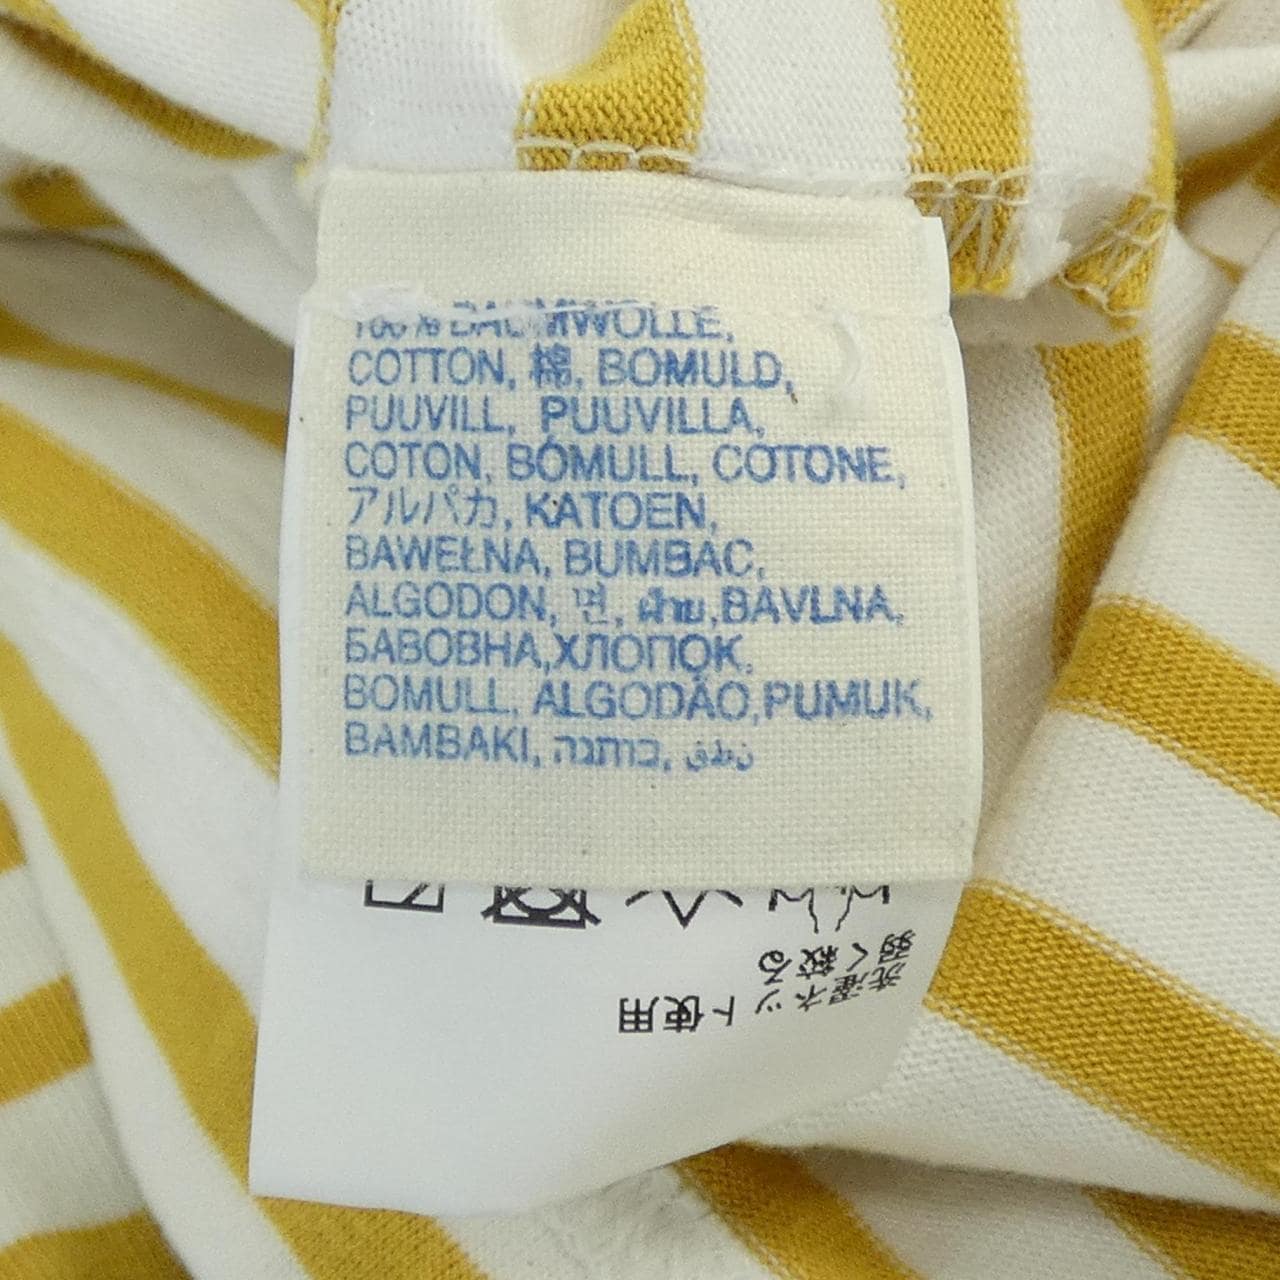 100% BAUMWOLLE,
COTTON, 棉, BOMULD,
PUUVILL, PUUVILLA,
COTON, BÓMULL, COTONE,
アルパカ, KATOEN,
BAWEŁNA, BUMBAC,
ALGODON, 면, ฝ้าย,BAVLNA,
БАВОВНА,ХЛОПОК,
BOMULL, ALGODÃO,PUMUK,
BAMBAKI, כותנה, قطن
弱く絞る
洗濯ネット使用